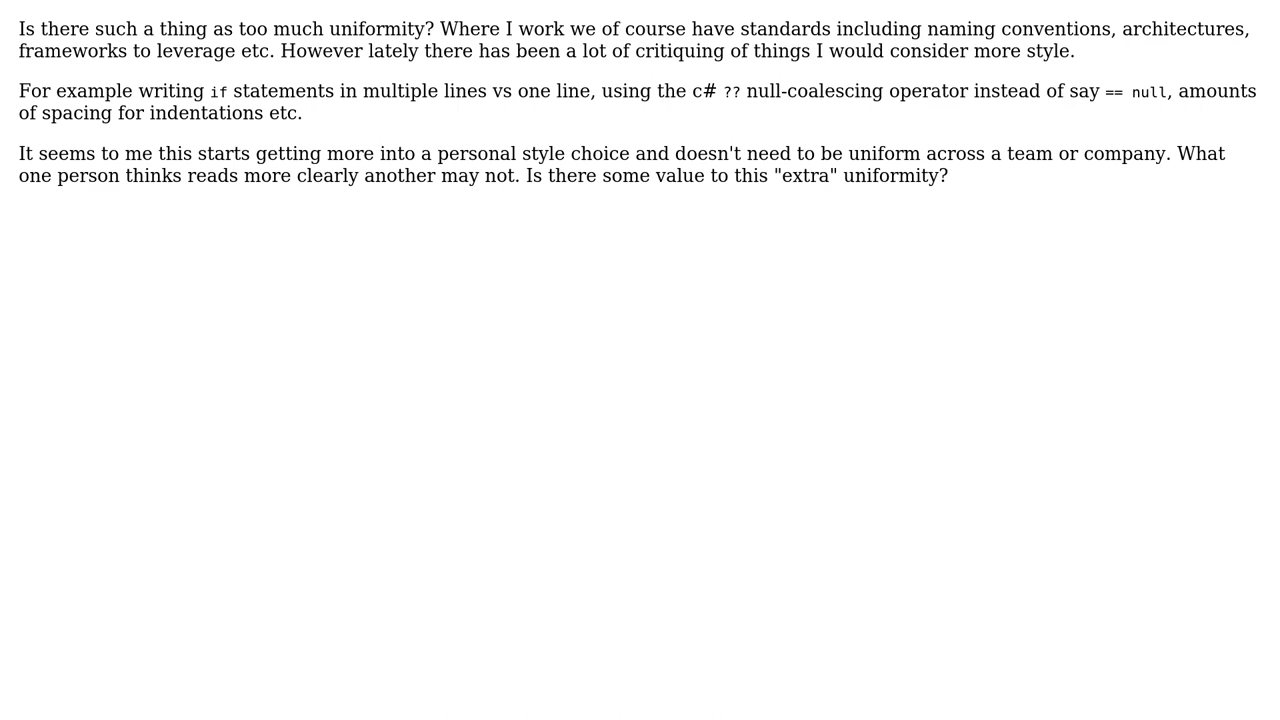 Is there such a thing as too much uniformity? Where I work we of course have standards including naming conventions, architectures,
frameworks to leverage etc. However lately there has been a lot of critiquing of things I would consider more style.
For example writing if statements in multiple lines vs one line, using the c# ?? null-coalescing operator instead of say == null, amounts
of spacing for indentations etc.
It seems to me this starts getting more into a personal style choice and doesn't need to be uniform across a team or company. What
one person thinks reads more clearly another may not. Is there some value to this "extra" uniformity?